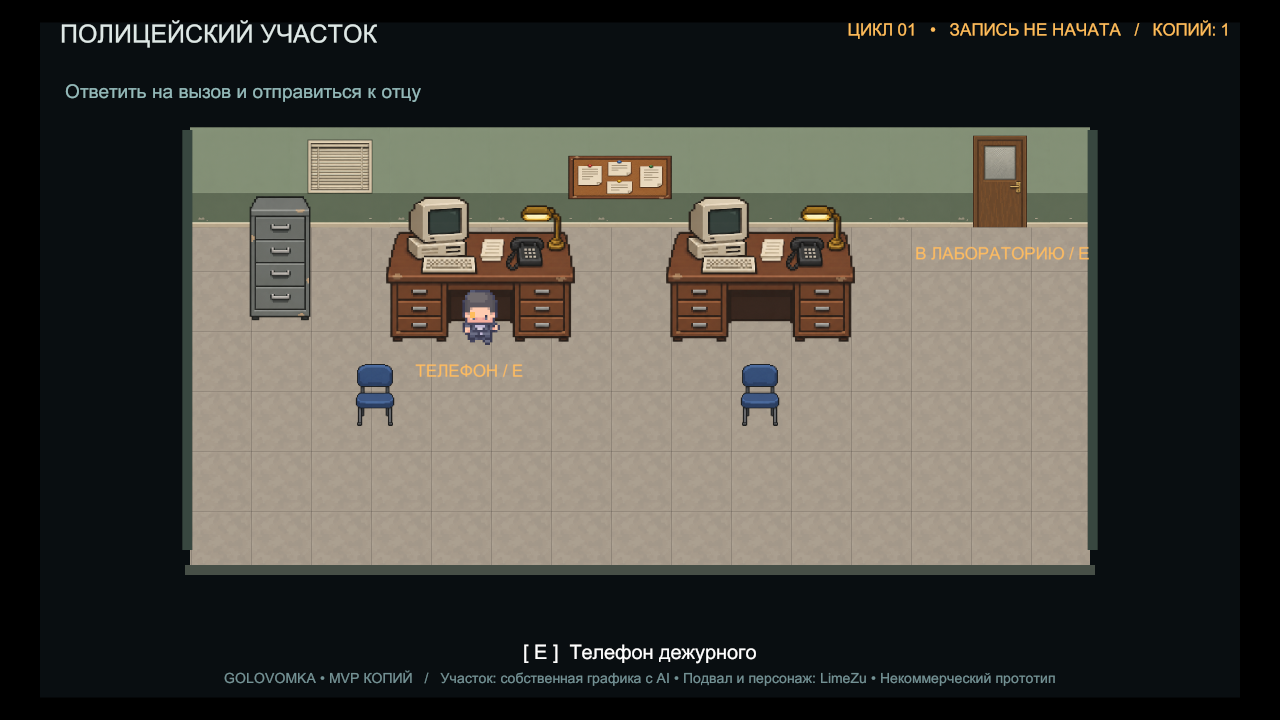 ПОЛИЦЕЙСКИЙ УЧАСТОК
ЦИКЛ 01 • ЗАПИСЬ НЕ НАЧАТА / КОПИЙ: 1
Ответить на вызов и отправиться к отцу
В ЛАБОРАТОРИЮ / E
ТЕЛЕФОН / E
[ E ] Телефон дежурного
GOLOVOMKA • MVP КОПИЙ / Участок: собственная графика с AI • Подвал и персонаж: LimeZu • Некоммерческий прототип